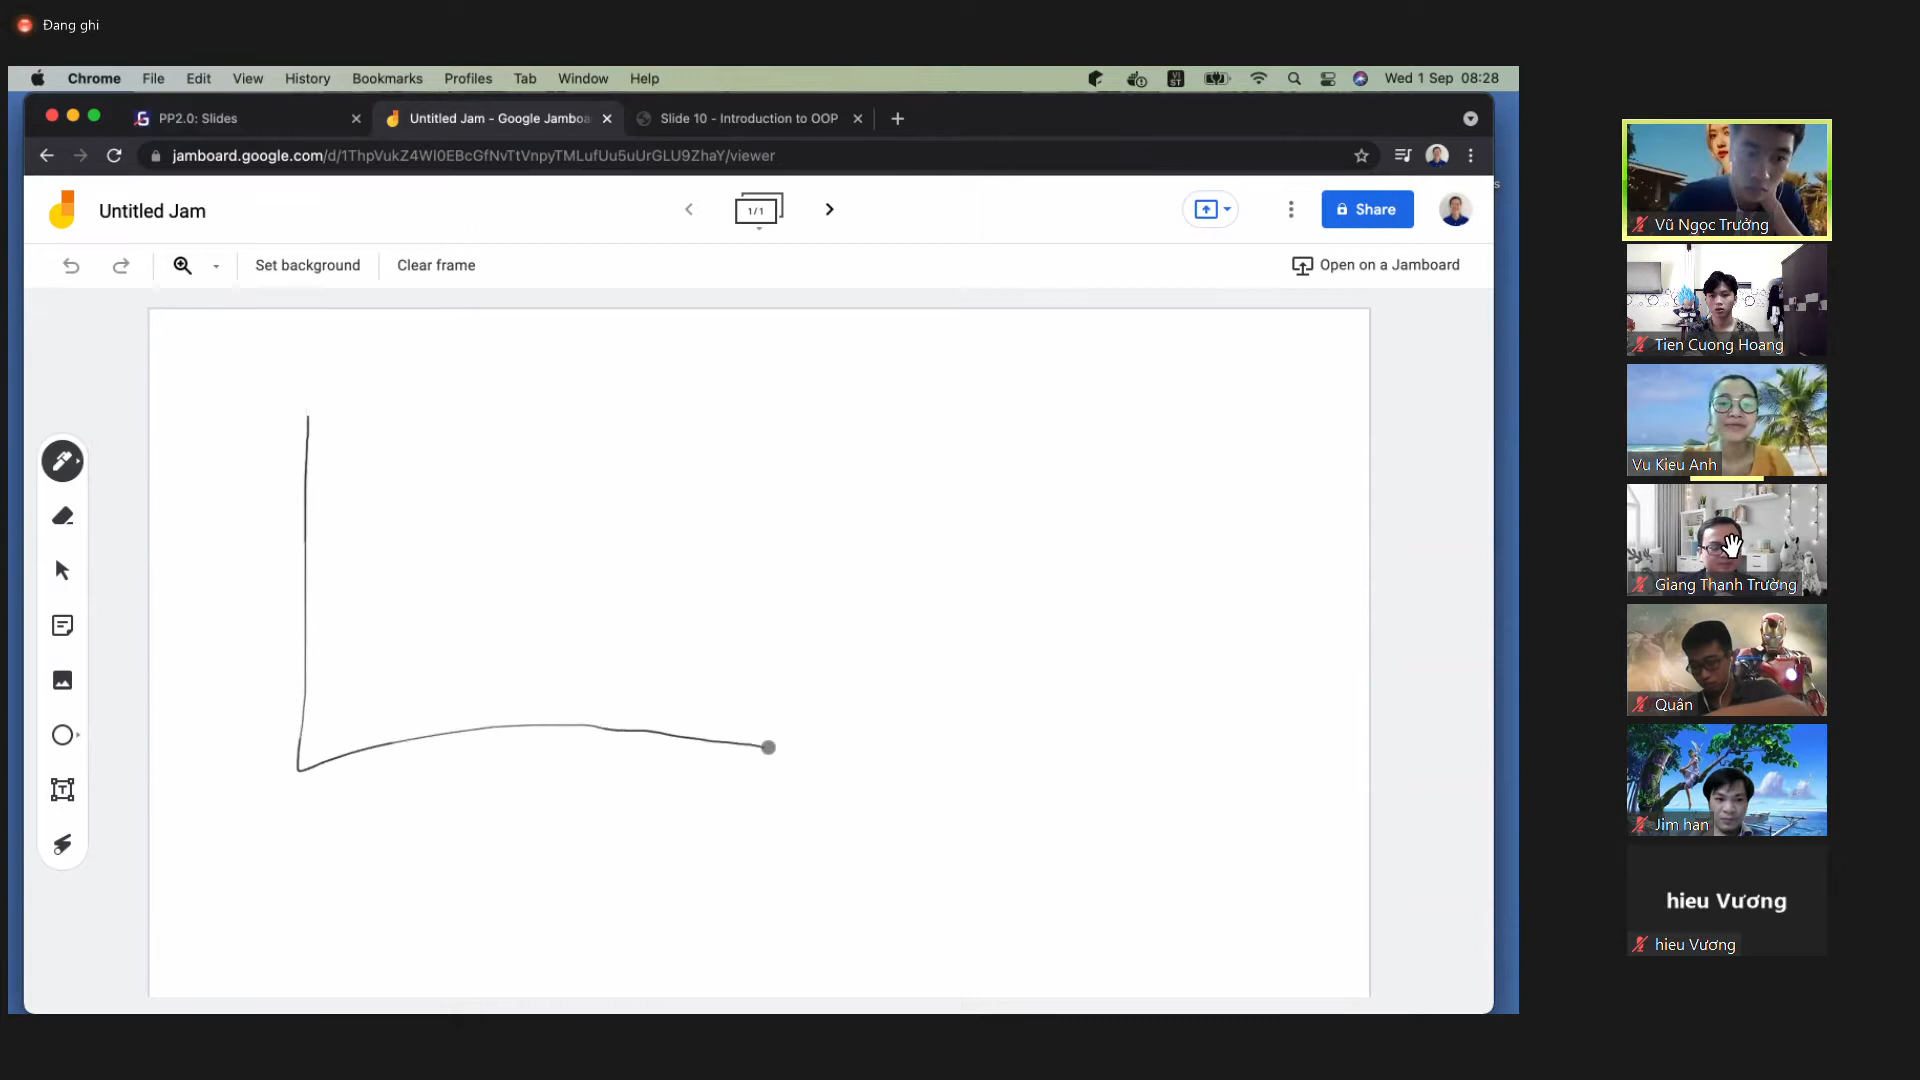 Đang ghi
Chrome File Edit View History Bookmarks Profiles Tab Window Help
Wed 1 Sep 08:28
PP2.0: Slides
Untitled Jam - Google Jamboa
Slide 10 - Introduction to OOP
jamboard.google.com/d/1ThpVukZ4Wl0EBcGfNvTtVnpyTMLufUu5uUrGLU9ZhaY/viewer
Untitled Jam
1/1
Share
Set background
Clear frame
Open on a Jamboard
Vũ Ngọc Trưởng
Tien Cuong Hoang
Vu Kieu Anh
Giang Thanh Trường
Quân
Jim han
hieu Vương
hieu Vương